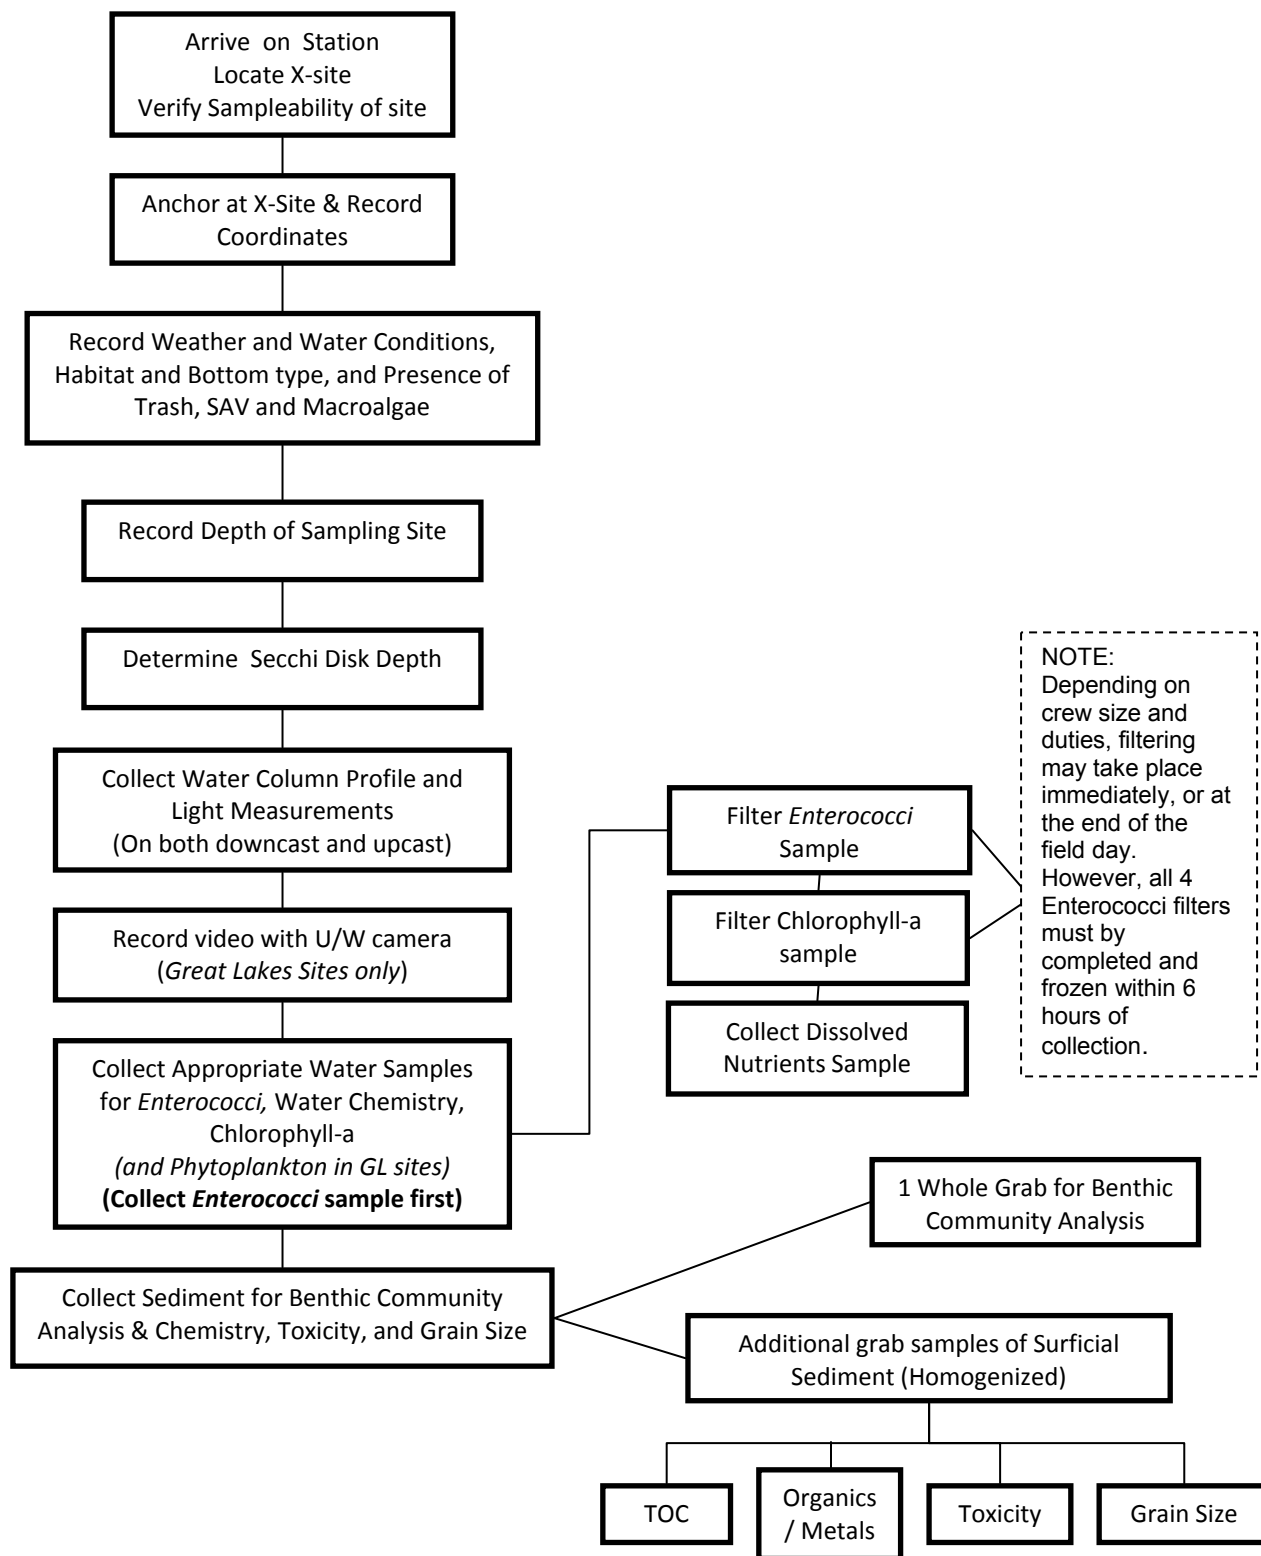 Arrive on Station
Locate X-site
Verify Sampleability of site
Anchor at X-Site & Record
Coordinates
Record Weather and Water Conditions,
Habitat and Bottom type, and Presence of
Trash, SAV and Macroalgae
Record Depth of Sampling Site
Determine Secchi Disk Depth
Collect Water Column Profile and
Light Measurements
(On both downcast and upcast)
Record video with U/W camera
(Great Lakes Sites only)
Collect Appropriate Water Samples
for Enterococci, Water Chemistry,
Chlorophyll-a
(and Phytoplankton in GL sites)
(Collect Enterococci sample first)
Filter Enterococci
Sample
Filter Chlorophyll-a
sample
Collect Dissolved
Nutrients Sample
NOTE:
Depending on
crew size and
duties, filtering
may take place
immediately, or at
the end of the
field day.
However, all 4
Enterococci filters
must by
completed and
frozen within 6
hours of
collection.
Collect Sediment for Benthic Community
Analysis & Chemistry, Toxicity, and Grain Size
1 Whole Grab for Benthic
Community Analysis
Additional grab samples of Surficial
Sediment (Homogenized)
TOC
Organics
/ Metals
Toxicity
Grain Size